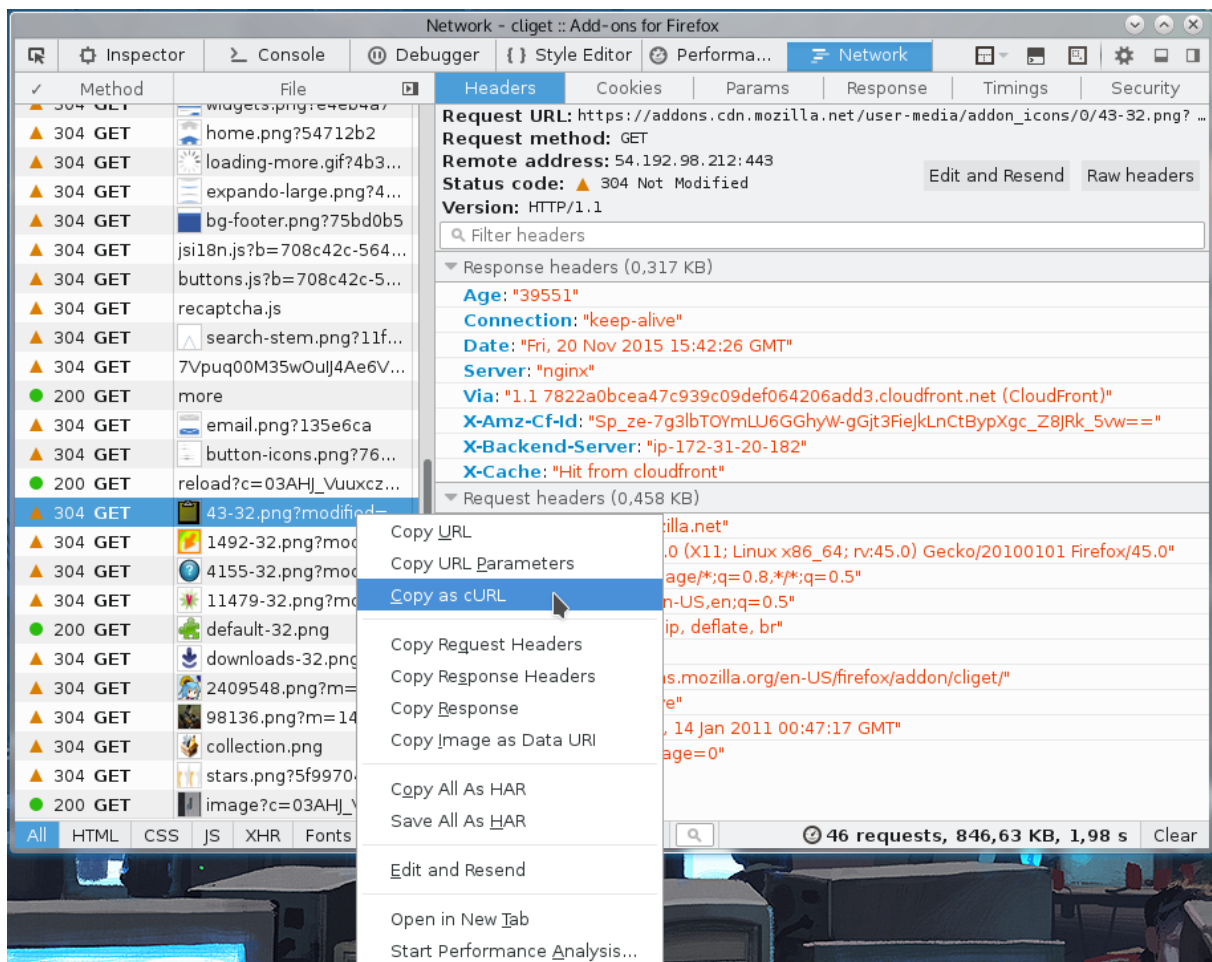 Network - cliget :: Add-ons for Firefox
Inspector Console Debugger { } Style Editor Performa... Network
✓ Method File
Headers Cookies Params Response Timings Security
304 GET widgets.png?e4eb4a7
304 GET home.png?54712b2
304 GET loading-more.gif?4b3...
304 GET expando-large.png?4...
304 GET bg-footer.png?75bd0b5
304 GET jsi18n.js?b=708c42c-564...
304 GET buttons.js?b=708c42c-5...
304 GET recaptcha.js
304 GET search-stem.png?11f...
304 GET 7Vpuq00M35wOuIJ4Ae6V...
200 GET more
304 GET email.png?135e6ca
304 GET button-icons.png?76...
200 GET reload?c=03AHJ_Vuuxcz...
304 GET 43-32.png?modified=
304 GET 1492-32.png?mod
304 GET 4155-32.png?mod
304 GET 11479-32.png?mo
200 GET default-32.png
304 GET downloads-32.png
304 GET 2409548.png?m=
304 GET 98136.png?m=14
304 GET collection.png
304 GET stars.png?5f9970
200 GET image?c=03AHJ_
Request URL: https://addons.cdn.mozilla.net/user-media/addon_icons/0/43-32.png? …
Request method: GET
Remote address: 54.192.98.212:443
Status code: 304 Not Modified
Edit and Resend Raw headers
Version: HTTP/1.1
Filter headers
Response headers (0,317 KB)
Age: "39551"
Connection: "keep-alive"
Date: "Fri, 20 Nov 2015 15:42:26 GMT"
Server: "nginx"
Via: "1.1 7822a0bcea47c939c09def064206add3.cloudfront.net (CloudFront)"
X-Amz-Cf-Id: "Sp_ze-7g3lbTOYmLU6GGhyW-gGjt3FieJkLnCtBypXgc_Z8JRk_5vw=="
X-Backend-Server: "ip-172-31-20-182"
X-Cache: "Hit from cloudfront"
Request headers (0,458 KB)
illa.net"
.0 (X11; Linux x86_64; rv:45.0) Gecko/20100101 Firefox/45.0"
age/*;q=0.8,*/*;q=0.5"
n-US,en;q=0.5"
ip, deflate, br"
s.mozilla.org/en-US/firefox/addon/cliget/"
e"
, 14 Jan 2011 00:47:17 GMT"
age=0"
Copy URL
Copy URL Parameters
Copy as cURL
Copy Request Headers
Copy Response Headers
Copy Response
Copy Image as Data URI
Copy All As HAR
Save All As HAR
Edit and Resend
Open in New Tab
Start Performance Analysis...
All HTML CSS JS XHR Fonts
46 requests, 846,63 KB, 1,98 s Clear